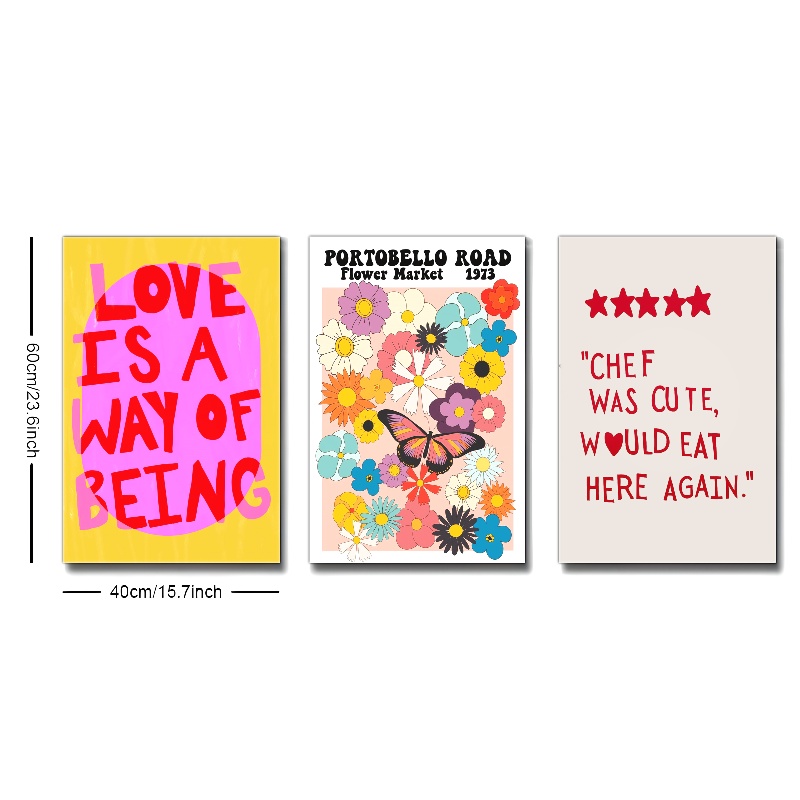 60cm/23.6inch
LOVE
IS A
WAY OF
BEING
40cm/15.7inch
PORTOBELLO ROAD
Flower Market 1973
"CHEF
WAS CUTE,
W♥ULD EAT
HERE AGAIN."